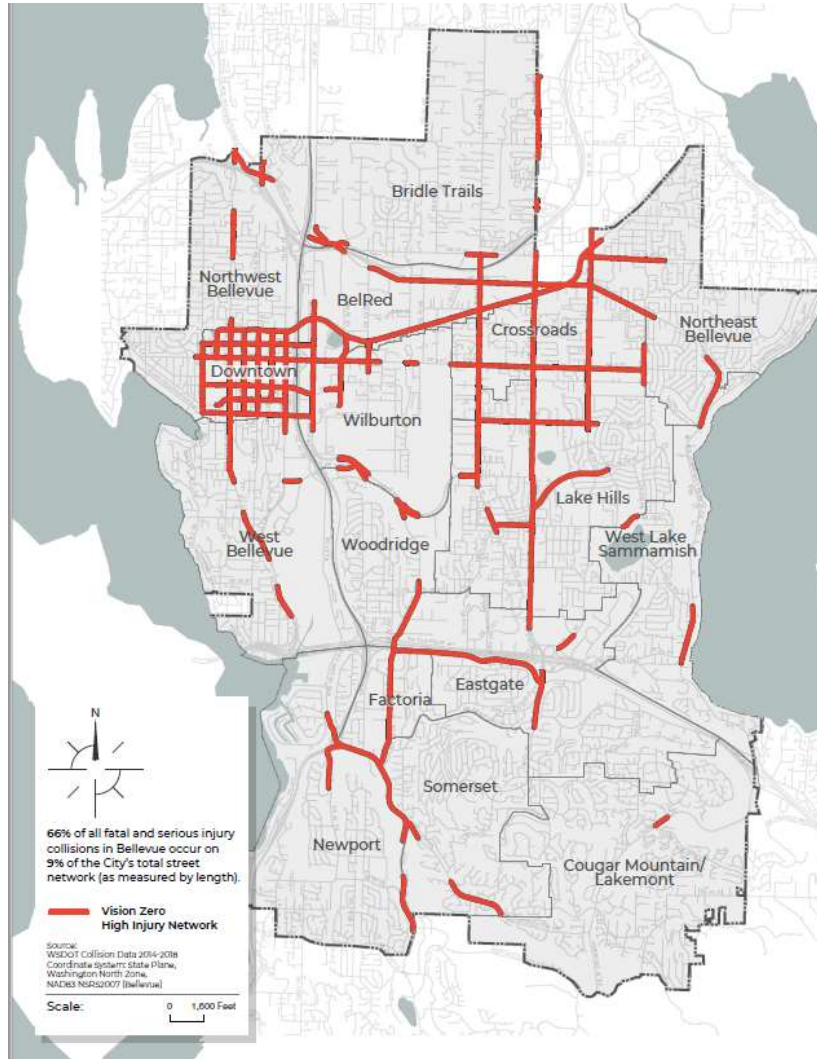 Bridle Trails
Northwest
Bellevue
BelRed
Crossroads
Northeast
Bellevue
Downtown
Wilburton
Lake Hills
West
Bellevue
Woodridge
West Lake
Sammamish
Factoria
Eastgate
Somerset
Newport
Cougar Mountain/
Lakemont
N
66% of all fatal and serious injury
collisions in Bellevue occur on
9% of the City's total street
network (as measured by length).
Vision Zero
High Injury Network
Source:
WSDOT Collision Data 2014-2018
Coordinate System: State Plane,
Washington North Zone,
NAD83 NSRS2007 (Bellevue)
Scale:
0 1,600 Feet